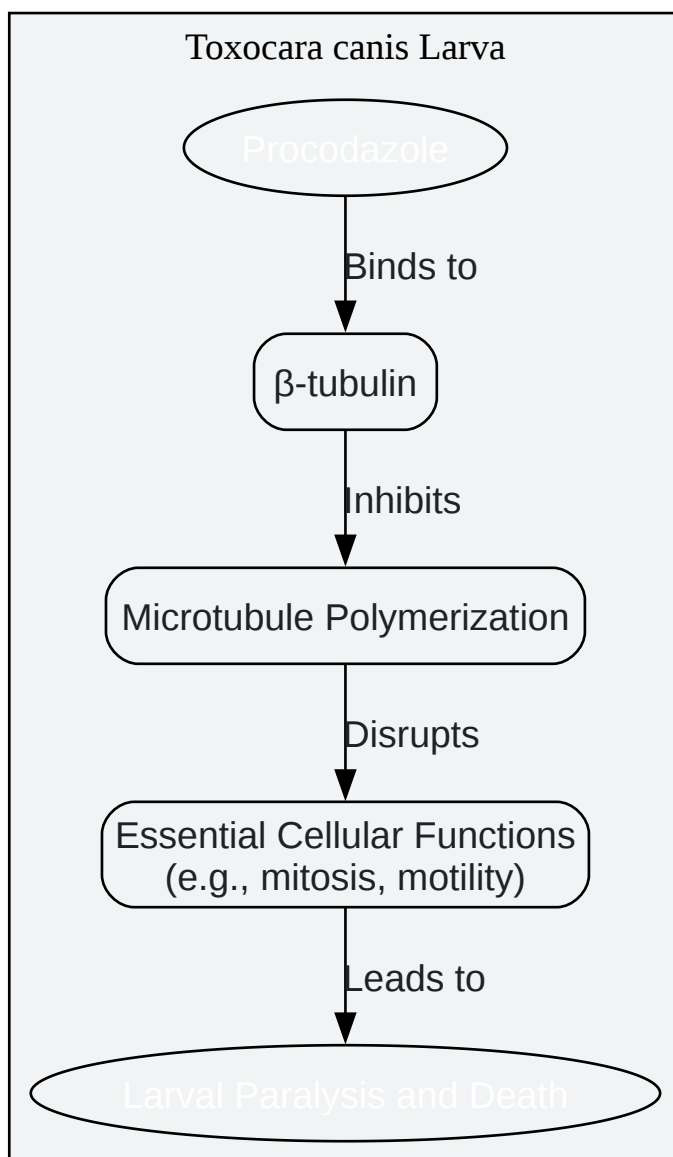 Toxocara canis Larva
Procodazole
Binds to
β-tubulin
Inhibits
Microtubule Polymerization
Disrupts
Essential Cellular Functions
(e.g., mitosis, motility)
Leads to
Larval Paralysis and Death